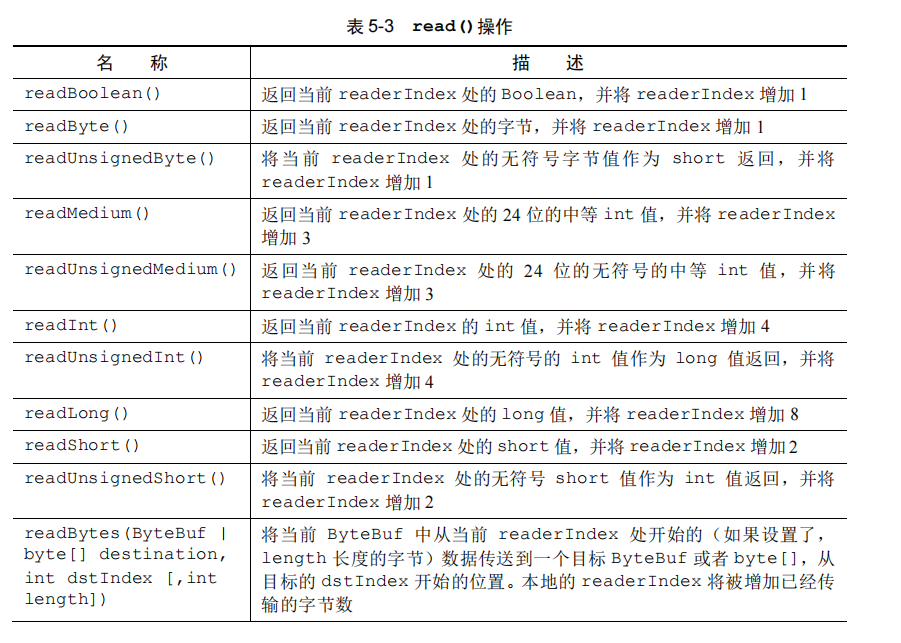 表 5-3 read()操作
名 称 描 述
readBoolean() 返回当前 readerIndex 处的 Boolean，并将 readerIndex 增加 1
readByte() 返回当前 readerIndex 处的字节，并将 readerIndex 增加 1
readUnsignedByte() 将当前 readerIndex 处的无符号字节值作为 short 返回，并将
readerIndex 增加 1
readMedium() 返回当前 readerIndex 处的 24 位的中等 int 值，并将 readerIndex
增加 3
readUnsignedMedium() 返回当前 readerIndex 处的 24 位的无符号的中等 int 值，并将
readerIndex 增加 3
readInt() 返回当前 readerIndex 的 int 值，并将 readerIndex 增加 4
readUnsignedInt() 将当前 readerIndex 处的无符号的 int 值作为 long 值返回，并将
readerIndex 增加 4
readLong() 返回当前 readerIndex 处的 long 值，并将 readerIndex 增加 8
readShort() 返回当前 readerIndex 处的 short 值，并将 readerIndex 增加 2
readUnsignedShort() 将当前 readerIndex 处的无符号 short 值作为 int 值返回，并将
readerIndex 增加 2
readBytes(ByteBuf | 将当前 ByteBuf 中从当前 readerIndex 处开始的（如果设置了，
byte[] destination, length 长度的字节）数据传送到一个目标 ByteBuf 或者 byte[]，从
int dstIndex [,int 目标的 dstIndex 开始的位置。本地的 readerIndex 将被增加已经传
length]) 输的字节数